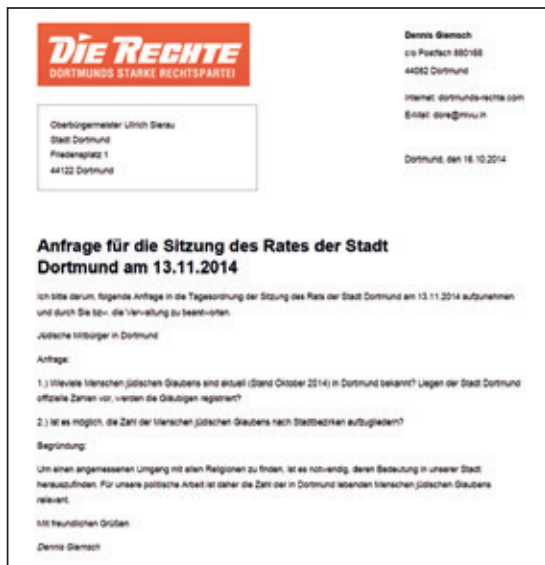 DIE RECHTE
DORTMUNDS STARKE RECHTSPARTEI
Dennis Giemsch
c/o Postfach 880188
44082 Dortmund
Internet: dortmunds-rechte.com
E-Mail: dore@mivu.in
Oberbürgermeister Ullrich Sierau
Stadt Dortmund
Friedensplatz 1
44122 Dortmund
Dortmund, den 16.10.2014
Anfrage für die Sitzung des Rates der Stadt
Dortmund am 13.11.2014
Ich bitte darum, folgende Anfrage in die Tagesordnung der Sitzung des Rats der Stadt Dortmund am 13.11.2014 aufzunehmen
und durch Sie bzw. die Verwaltung zu beantworten.
Jüdische Mitbürger in Dortmund
Anfrage:
1.) Wieviele Menschen jüdischen Glaubens sind aktuell (Stand Oktober 2014) in Dortmund bekannt? Liegen der Stadt Dortmund
offizielle Zahlen vor, werden die Gläubigen registriert?
2.) Ist es möglich, die Zahl der Menschen jüdischen Glaubens nach Stadtbezirken aufzugliedern?
Begründung:
Um einen angemessenen Umgang mit allen Religionen zu finden, ist es notwendig, deren Bedeutung in unserer Stadt
herauszufinden. Für unsere politische Arbeit ist daher die Zahl der in Dortmund lebenden Menschen jüdischen Glaubens
relevant.
Mit freundlichen Grüßen
Dennis Giemsch